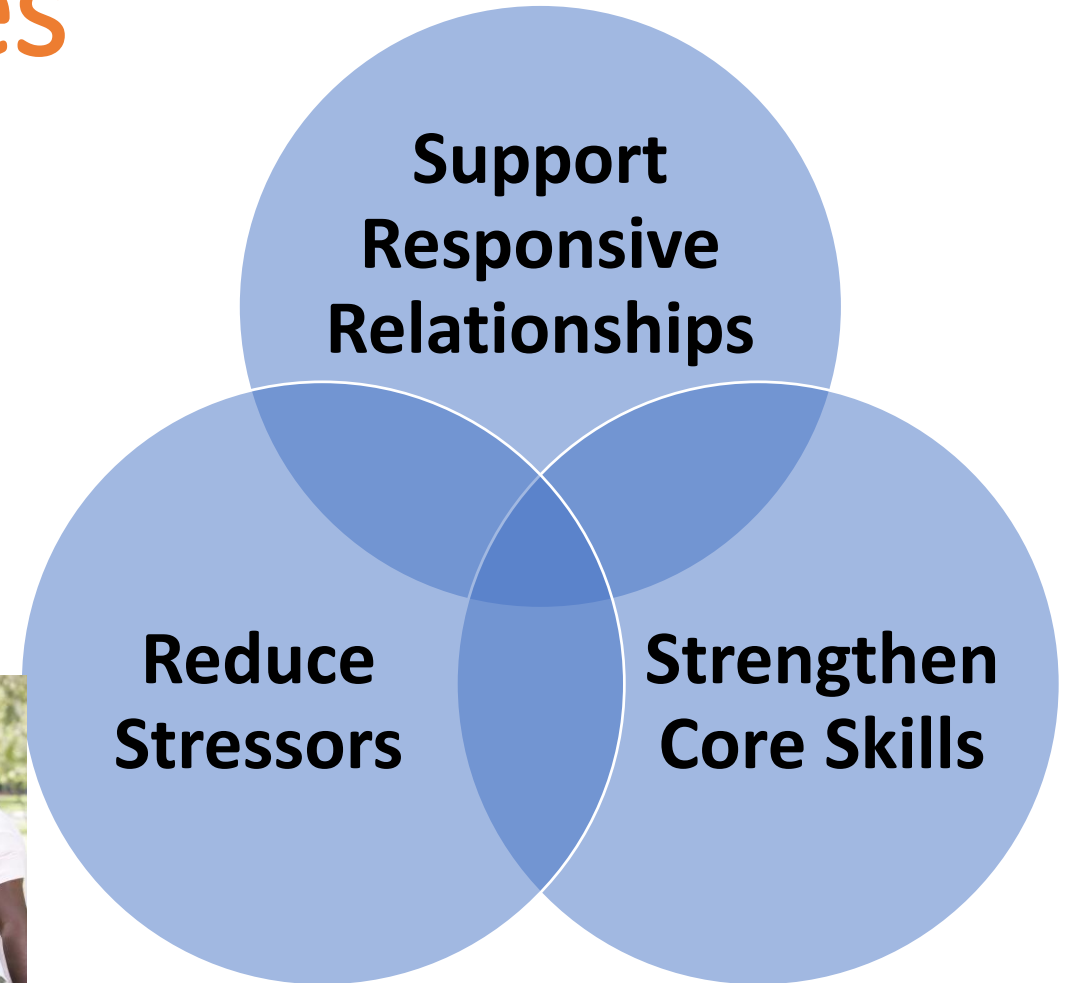 Support
Responsive
Relationships
Reduce
Stressors
Strengthen
Core Skills